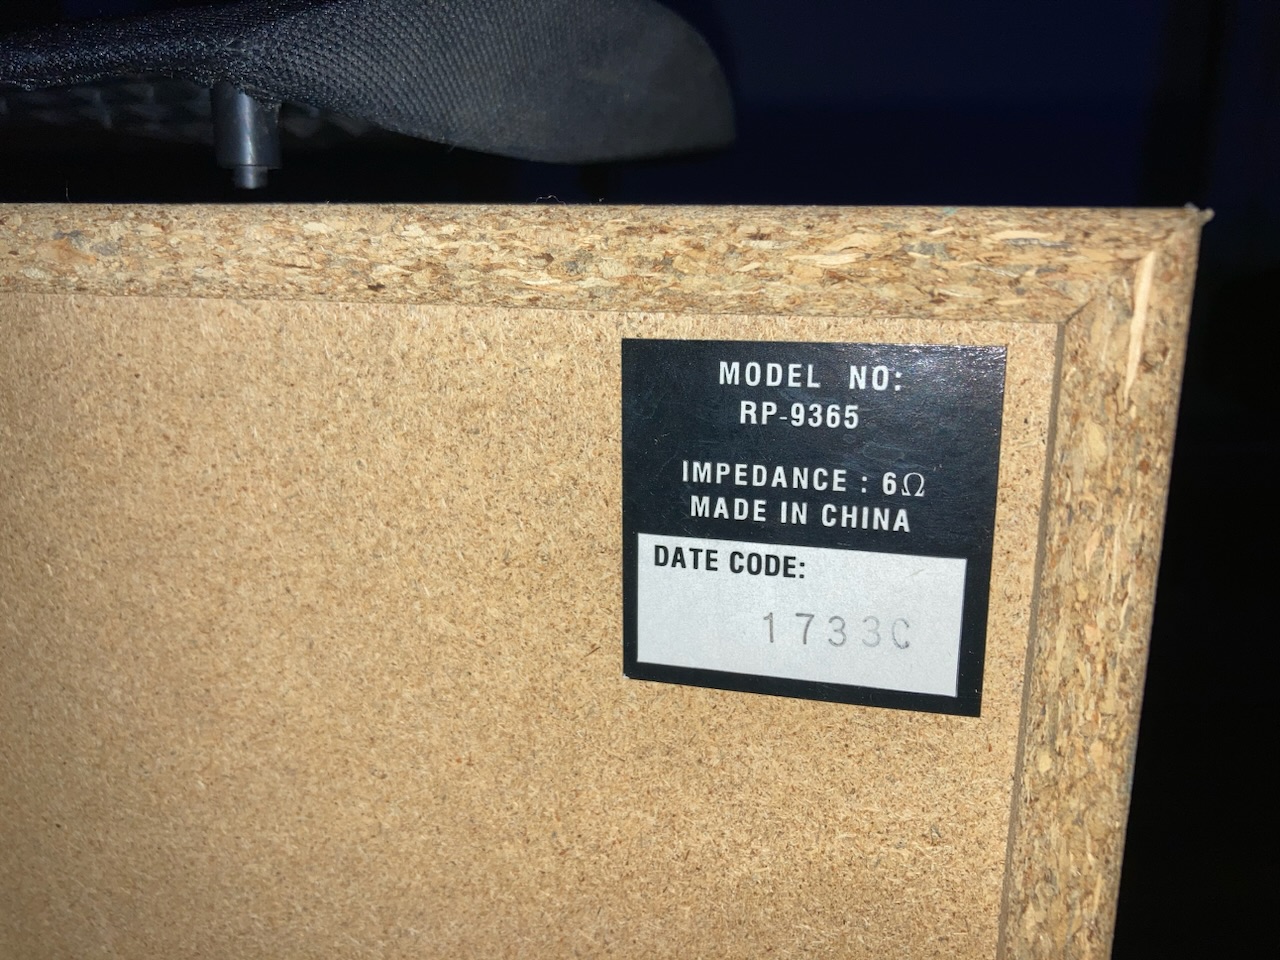 MODEL NO:
RP-9365
IMPEDANCE : 6Ω
MADE IN CHINA
DATE CODE:
1733C